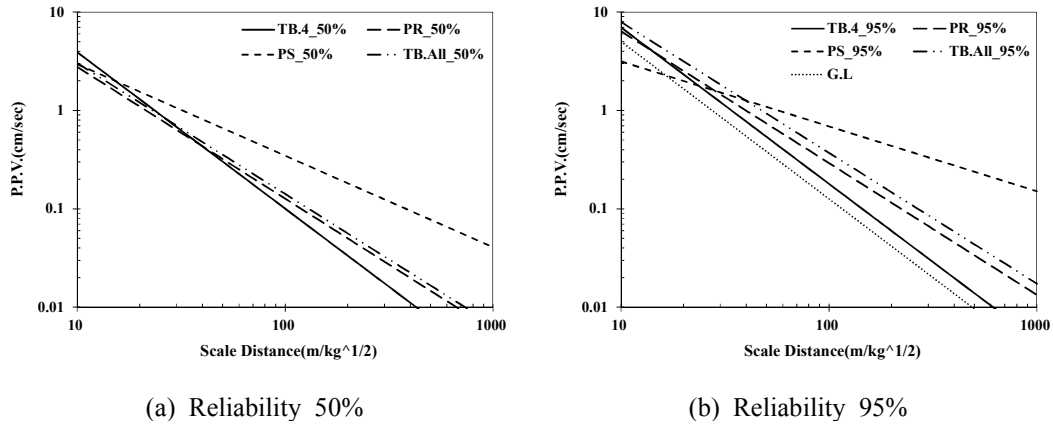 TB.4_50%
PR_50%
PS_50%
TB.All_50%
10
1
0.1
0.01
P.P.V.(cm/sec)
10
100
1000
Scale Distance(m/kg^1/2)
(a) Reliability 50%
TB.4_95%
PR_95%
PS_95%
TB.All_95%
G.L
10
1
0.1
0.01
P.P.V.(cm/sec)
10
100
1000
Scale Distance(m/kg^1/2)
(b) Reliability 95%